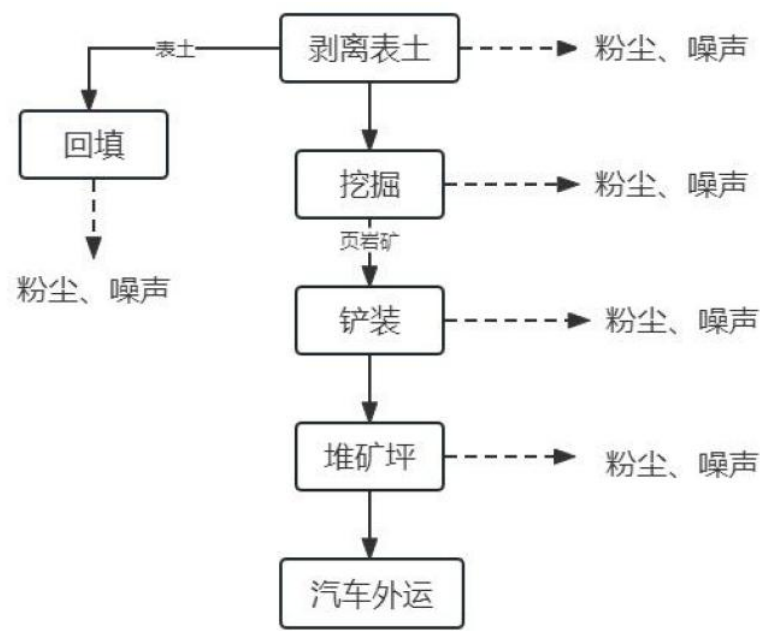 表土
剥离表土
粉尘、噪声
回填
挖掘
粉尘、噪声
页岩矿
粉尘、噪声
铲装
粉尘、噪声
堆矿坪
粉尘、噪声
汽车外运